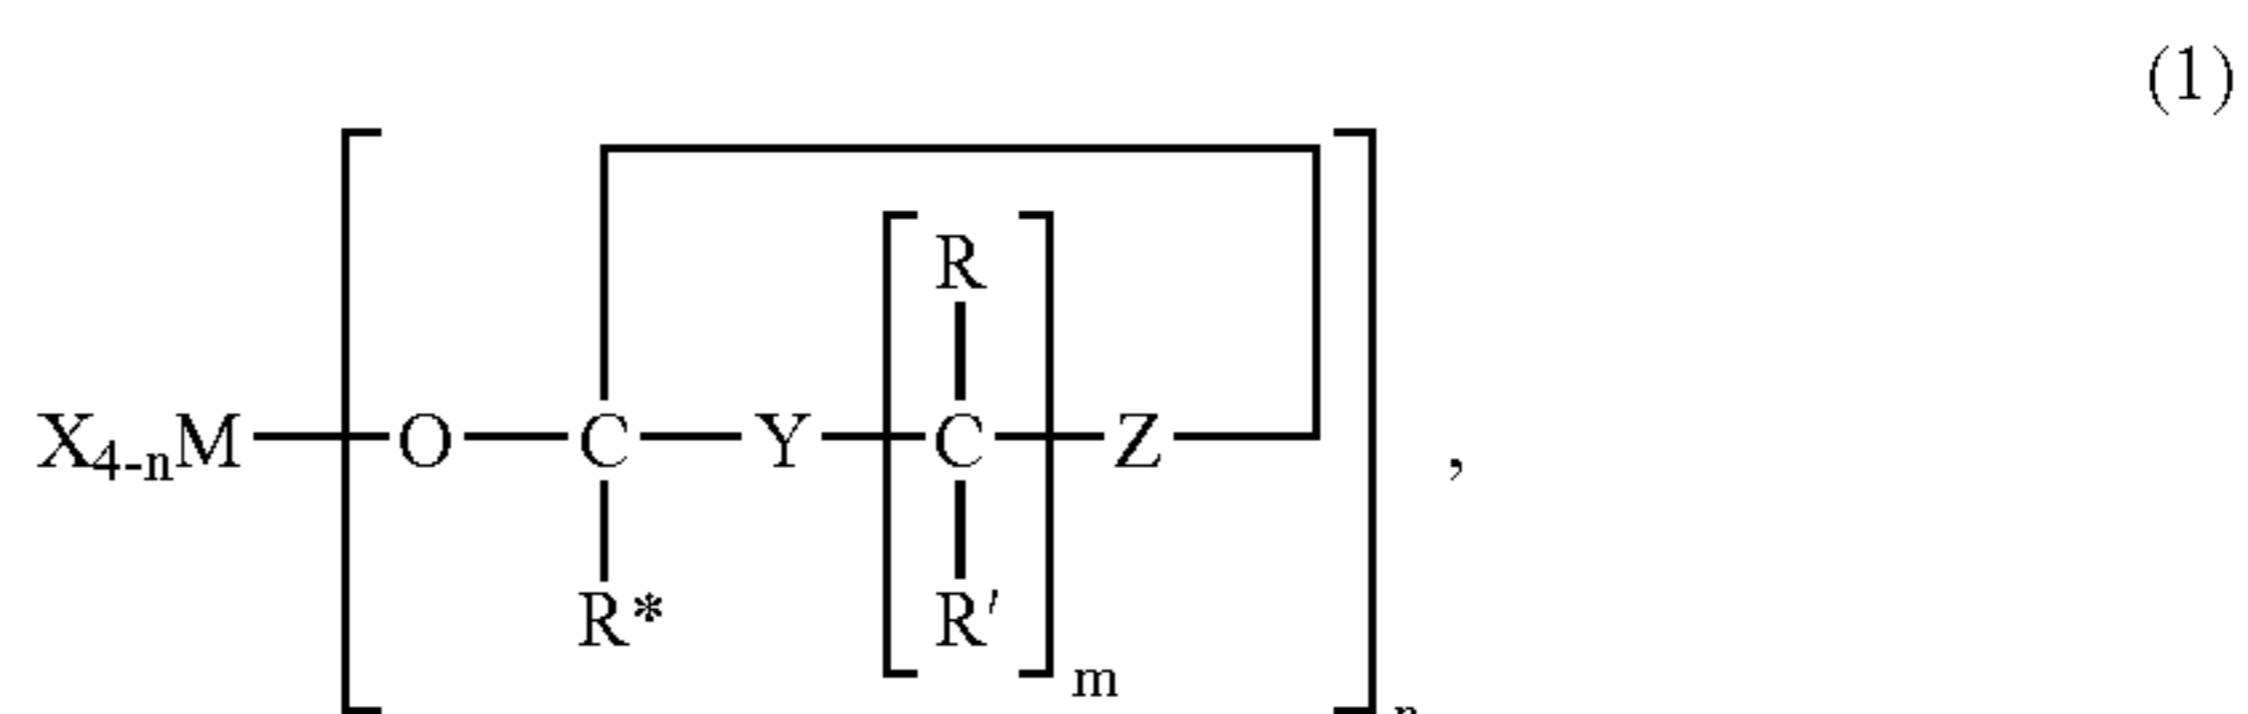 (1)
R
X4-nM O C Y C Z ,
R* R′
m
n